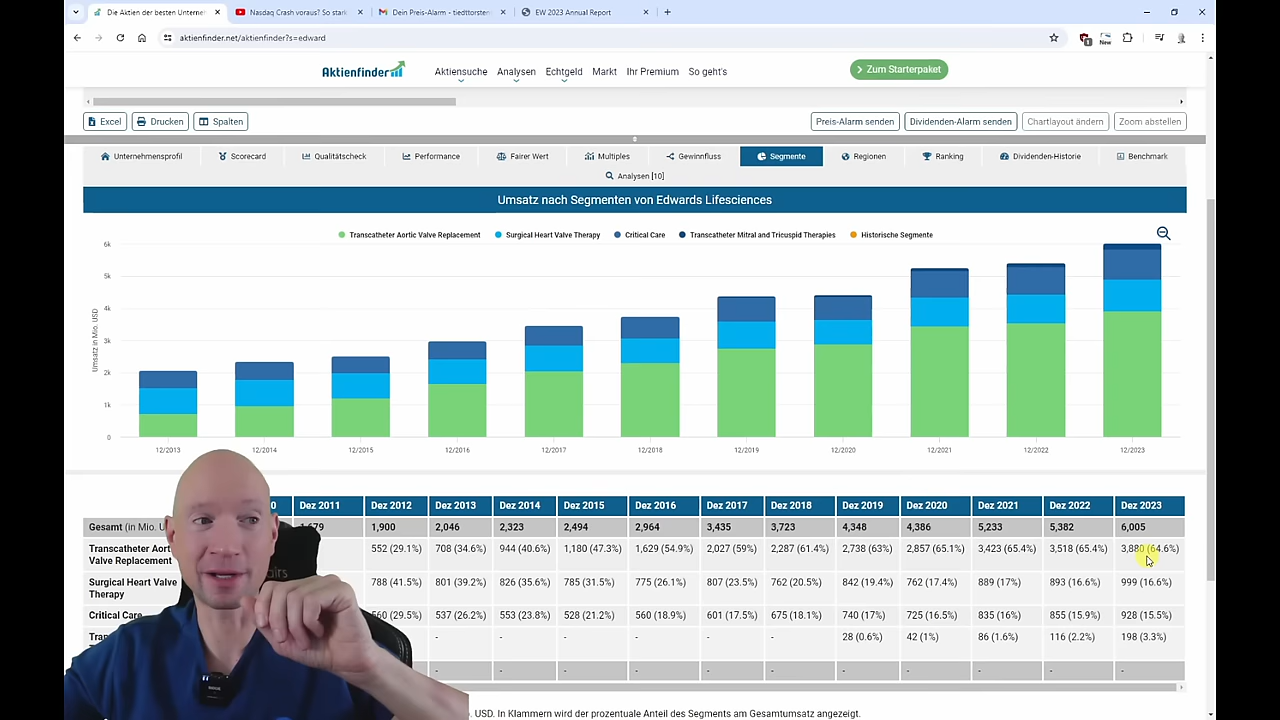 Die Aktien der besten Unterne
Nasdaq Crash voraus? So stark
Dein Preis-Alarm - tiedttorsten
EW 2023 Annual Report
aktienfinder.net/aktienfinder?s=edward
New
Aktienfinder
Aktiensuche Analysen Echtgeld Markt Ihr Premium So geht's
Zum Starterpaket
Excel Drucken Spalten
Preis-Alarm senden Dividenden-Alarm senden Chartlayout ändern Zoom abstellen
Unternehmensprofil Scorecard Qualitätscheck Performance Fairer Wert Multiples Gewinnfluss Segmente Regionen Ranking Dividenden-Historie Benchmark
Analysen [10]
Umsatz nach Segmenten von Edwards Lifesciences
Transcatheter Aortic Valve Replacement Surgical Heart Valve Therapy Critical Care Transcatheter Mitral and Tricuspid Therapies Historische Segmente
Umsatz in Mio. USD
6k
5k
4k
3k
2k
1k
0
12/2013 12/2014 12/2015 12/2016 12/2017 12/2018 12/2019 12/2020 12/2021 12/2022 12/2023
0 Dez 2011 Dez 2012 Dez 2013 Dez 2014 Dez 2015 Dez 2016 Dez 2017 Dez 2018 Dez 2019 Dez 2020 Dez 2021 Dez 2022 Dez 2023
Gesamt (in Mio. U 1,679 1,900 2,046 2,323 2,494 2,964 3,435 3,723 4,348 4,386 5,233 5,382 6,005
Transcatheter Aort
Valve Replacement 552 (29.1%) 708 (34.6%) 944 (40.6%) 1,180 (47.3%) 1,629 (54.9%) 2,027 (59%) 2,287 (61.4%) 2,738 (63%) 2,857 (65.1%) 3,423 (65.4%) 3,518 (65.4%) 3,880 (64.6%)
Surgical Heart Valve
Therapy 788 (41.5%) 801 (39.2%) 826 (35.6%) 785 (31.5%) 775 (26.1%) 807 (23.5%) 762 (20.5%) 842 (19.4%) 762 (17.4%) 889 (17%) 893 (16.6%) 999 (16.6%)
Critical Care 560 (29.5%) 537 (26.2%) 553 (23.8%) 528 (21.2%) 560 (18.9%) 601 (17.5%) 675 (18.1%) 740 (17%) 725 (16.5%) 835 (16%) 855 (15.9%) 928 (15.5%)
Tran - - - - - - 28 (0.6%) 42 (1%) 86 (1.6%) 116 (2.2%) 198 (3.3%)
- - - - - - - - - - -
. USD. In Klammern wird der prozentuale Anteil des Segments am Gesamtumsatz angezeigt.